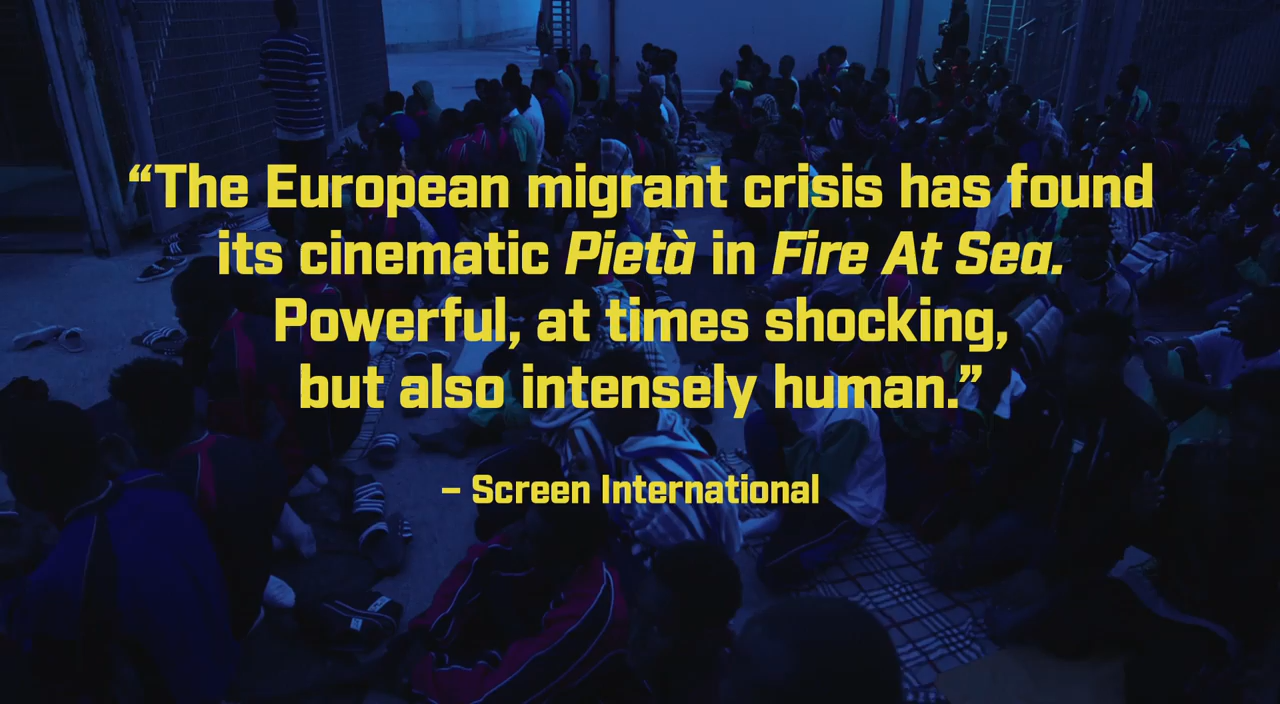 “The European migrant crisis has found
its cinematic Pietà in Fire At Sea.
Powerful, at times shocking,
but also intensely human.”
– Screen International